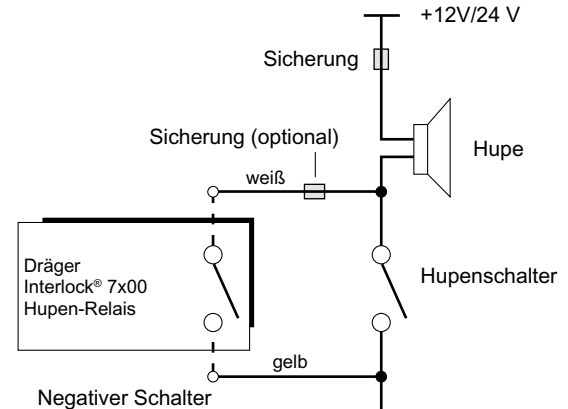 +12V/24 V
Sicherung
Sicherung (optional)
Hupe
weiß
Dräger
Interlock® 7x00
Hupen-Relais
Hupenschalter
gelb
Negativer Schalter